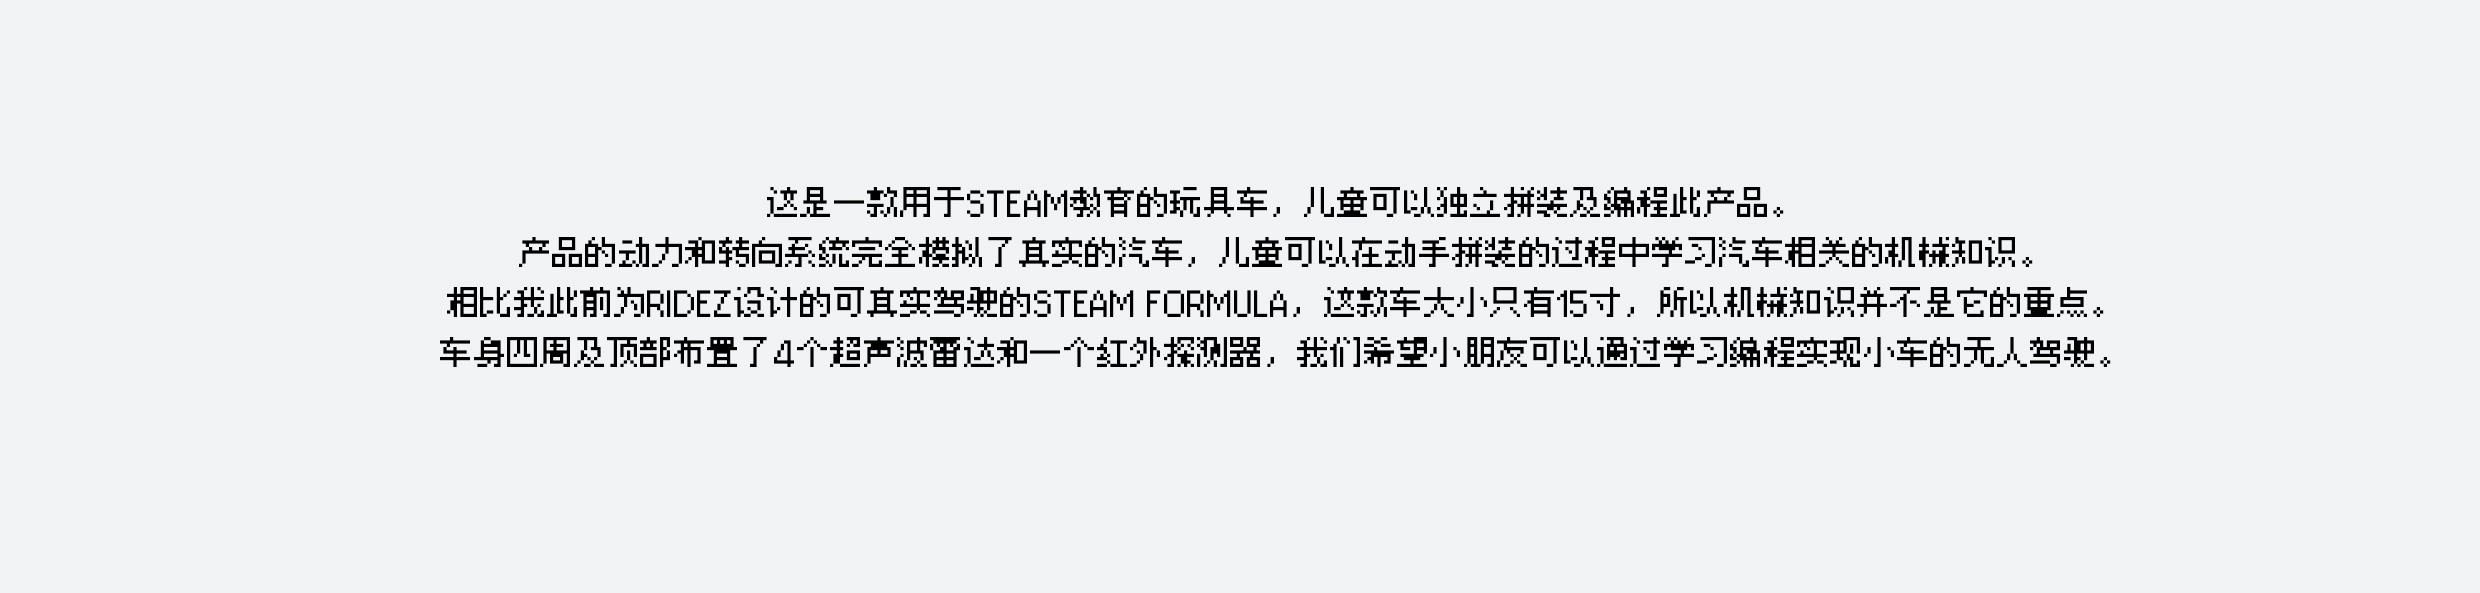 这是一款用于STEAM教育的玩具车，儿童可以独立拼装及编程此产品。
产品的动力和转向系统完全模拟了真实的汽车，儿童可以在动手拼装的过程中学习汽车相关的机械知识。
相比我此前为RIDEZ设计的可真实驾驶的STEAM FORMULA，这款车大小只有15寸，所以机械知识并不是它的重点。
车身四周及顶部布置了4个超声波雷达和一个红外探测器，我们希望小朋友可以通过学习编程实现小车的无人驾驶。